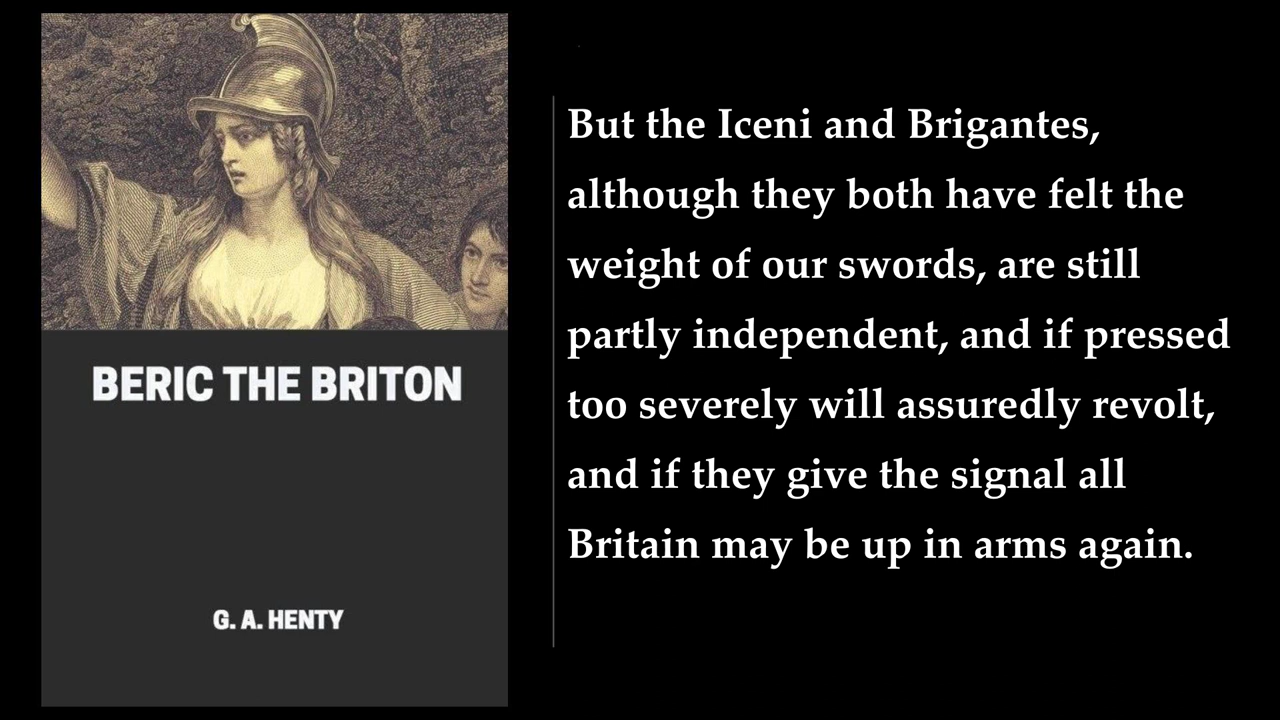 BERIC THE BRITON
G. A. HENTY
But the Iceni and Brigantes,
although they both have felt the
weight of our swords, are still
partly independent, and if pressed
too severely will assuredly revolt,
and if they give the signal all
Britain may be up in arms again.